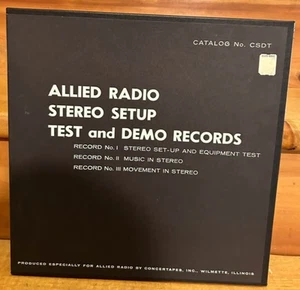 CATALOG No. CSDT
ALLIED RADIO
STEREO SETUP
TEST and DEMO RECORDS
RECORD No. I STEREO SET-UP AND EQUIPMENT TEST
RECORD No. II MUSIC IN STEREO
RECORD No. III MOVEMENT IN STEREO
PRODUCED ESPECIALLY FOR ALLIED RADIO BY CONCERTAPES, INC., WILMETTE, ILLINOIS